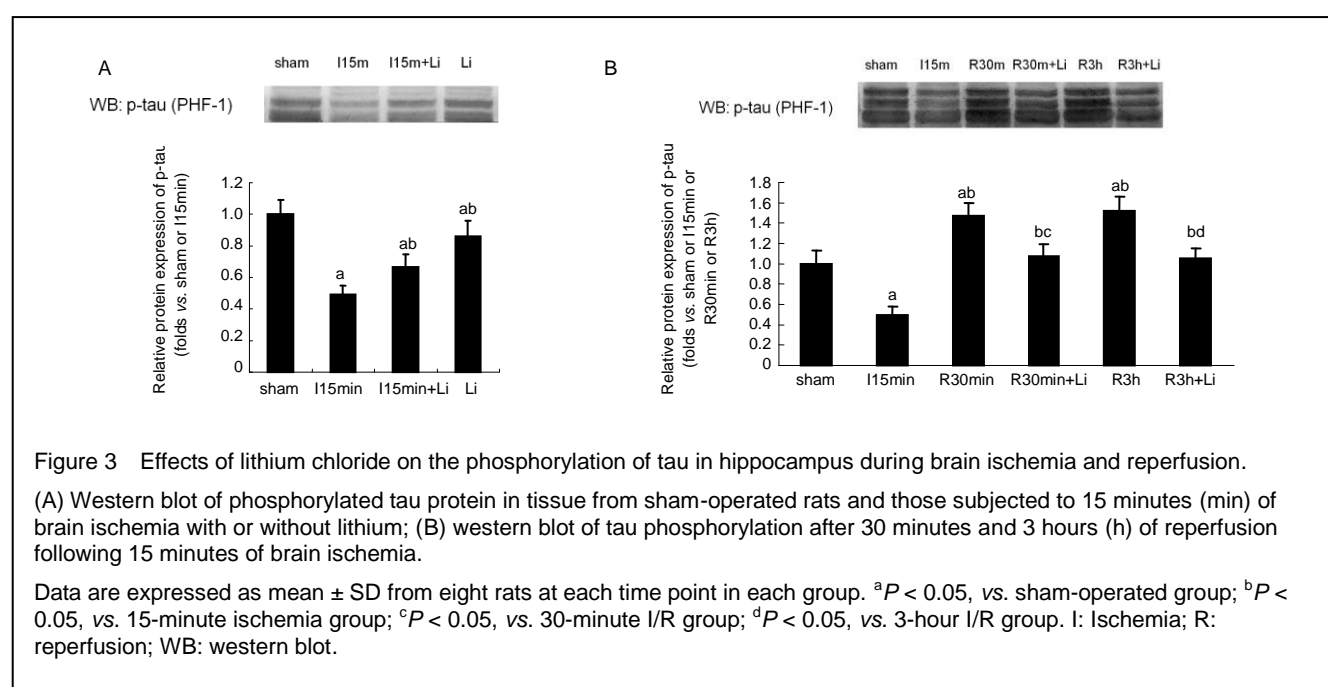 A
sham I15m I15m+Li Li
WB: p-tau (PHF-1)
Relative protein expression of p-tau
(folds vs. sham or I15min)
1.2
1.0
0.8
0.6
0.4
0.2
0
a
ab
ab
sham I15min I15min+Li Li
B
sham I15m R30m R30m+Li R3h R3h+Li
WB: p-tau (PHF-1)
Relative protein expression of p-tau
(folds vs. sham or I15min or
R30min or R3h)
1.8
1.6
1.4
1.2
1.0
0.8
0.6
0.4
0.2
0
a
ab
bc
ab
bd
sham I15min R30min R30min+Li R3h R3h+Li
Figure 3 Effects of lithium chloride on the phosphorylation of tau in hippocampus during brain ischemia and reperfusion.
(A) Western blot of phosphorylated tau protein in tissue from sham-operated rats and those subjected to 15 minutes (min) of
brain ischemia with or without lithium; (B) western blot of tau phosphorylation after 30 minutes and 3 hours (h) of reperfusion
following 15 minutes of brain ischemia.
Data are expressed as mean ± SD from eight rats at each time point in each group. aP < 0.05, vs. sham-operated group; bP <
0.05, vs. 15-minute ischemia group; cP < 0.05, vs. 30-minute I/R group; dP < 0.05, vs. 3-hour I/R group. I: Ischemia; R:
reperfusion; WB: western blot.